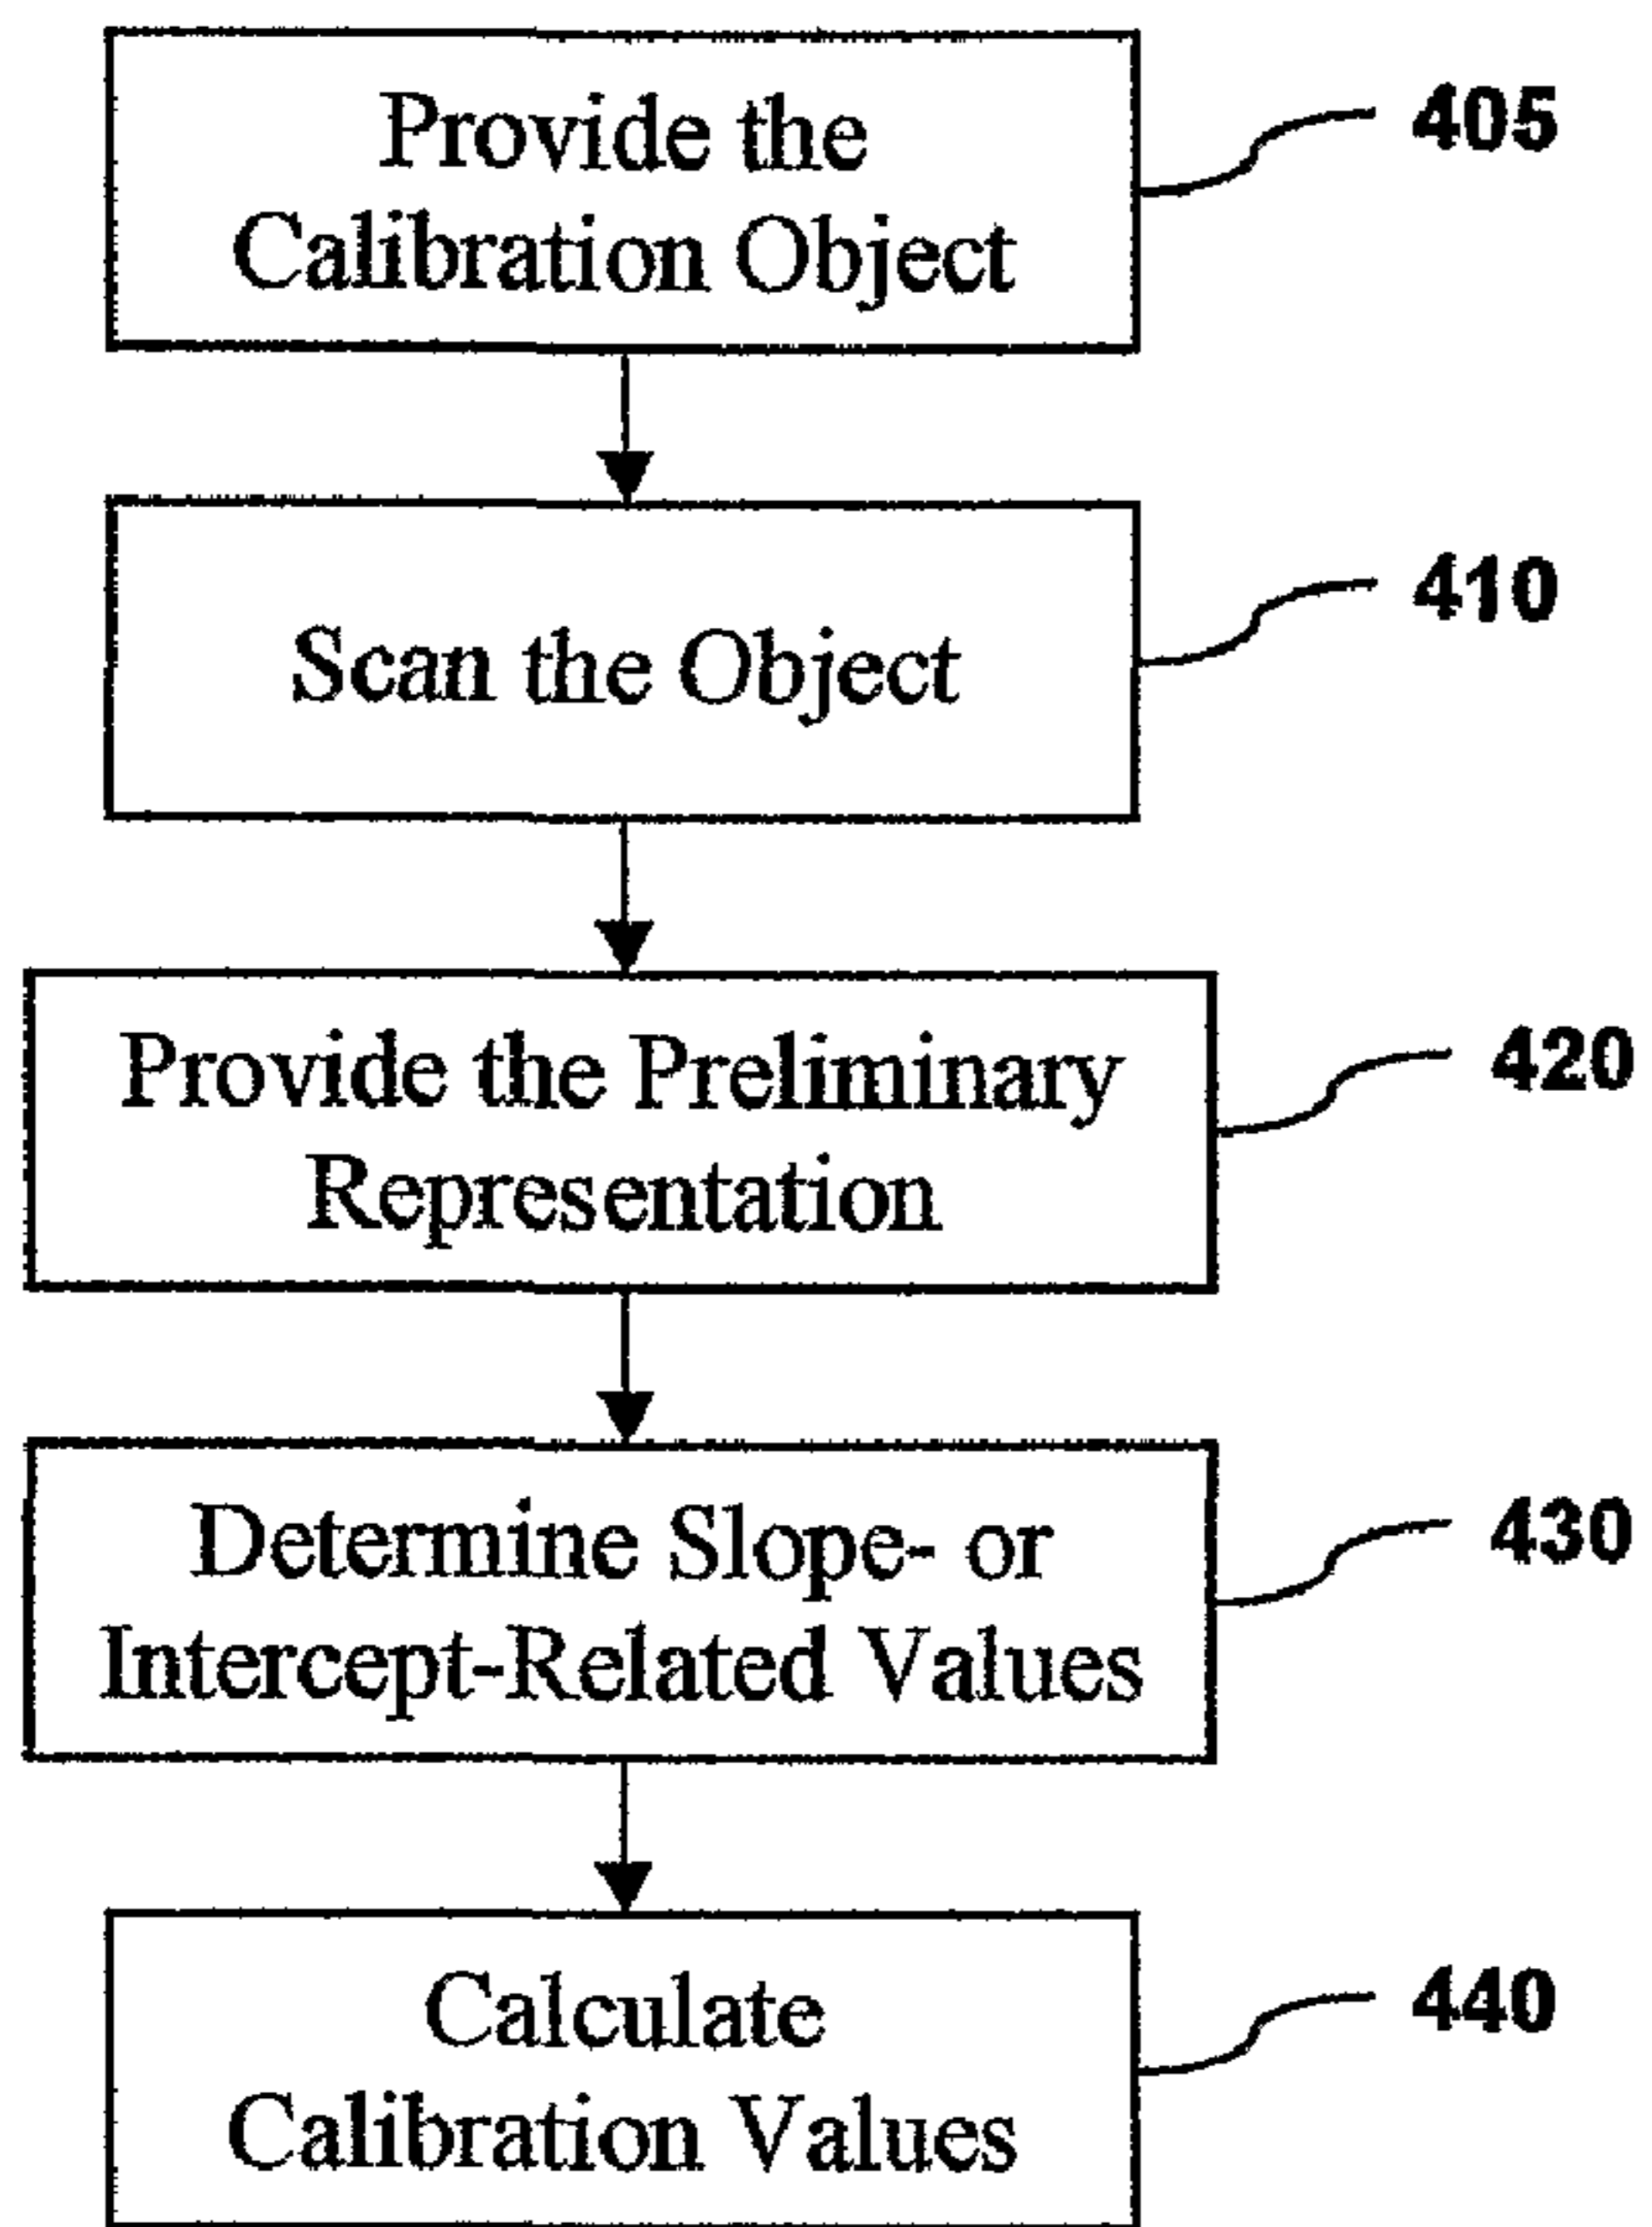 Provide the
Calibration Object
405
Scan the Object
410
Provide the Preliminary
Representation
420
Determine Slope- or
Intercept-Related Values
430
Calculate
Calibration Values
440